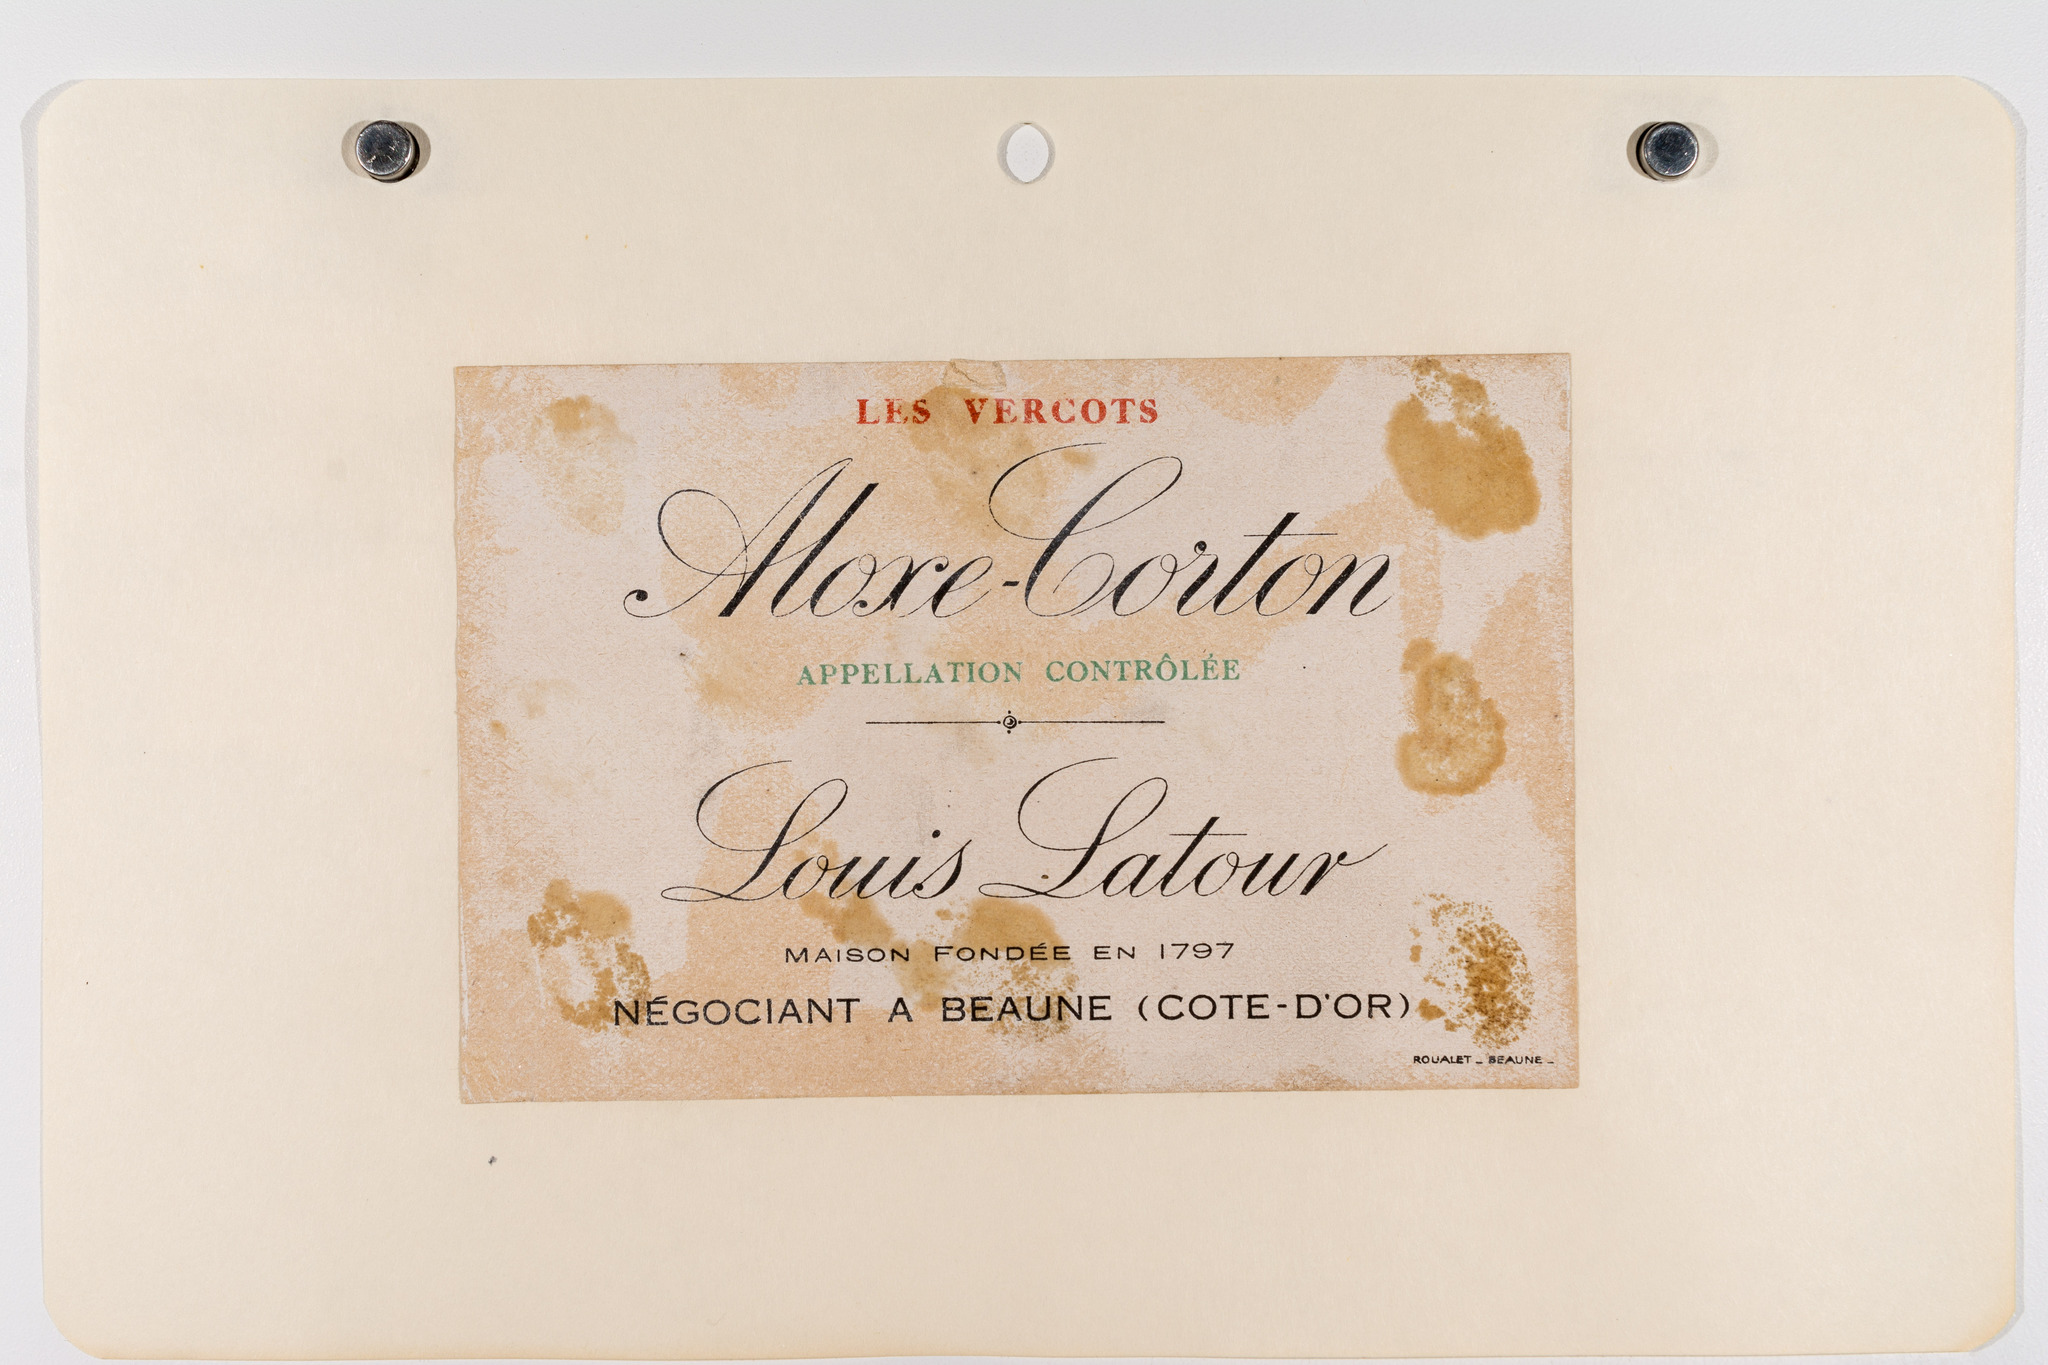 LES VERCOTS
Aloxe-Corton
APPELLATION CONTRÔLÉE
Louis Latour
MAISON FONDÉE EN 1797
NÉGOCIANT A BEAUNE (COTE-D'OR)
ROUALET _ BEAUNE _